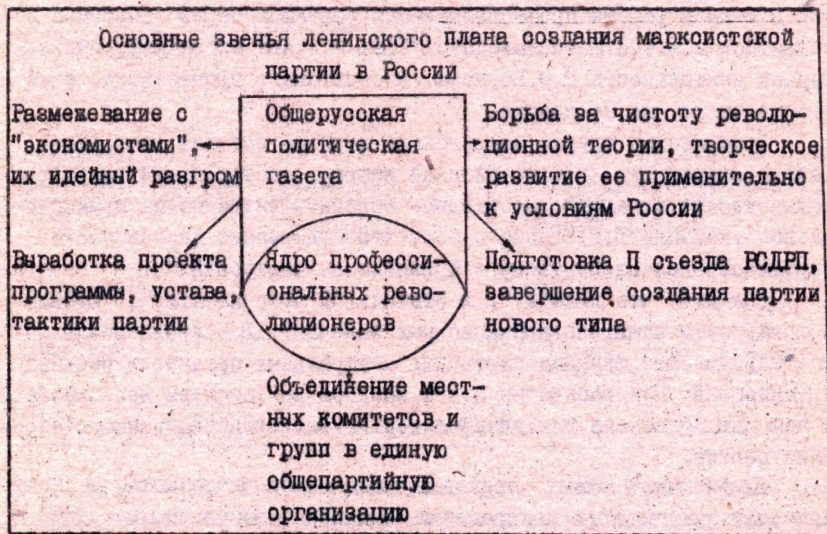 Основные звенья ленинского плана создания марксистской
партии в России
Размежевание с
"экономистами",
их идейный разгром
Общерусская
политическая
газета
Борьба за чистоту револю-
ционной теории, творческое
развитие ее применительно
к условиям России
Выработка проекта
программы, устава,
тактики партии
Ядро професси-
ональных рево-
люционеров
Подготовка П съезда РСДРП,
завершение создания партии
нового типа
Объединение мест-
ных комитетов и
групп в единую
общепартийную
организацию